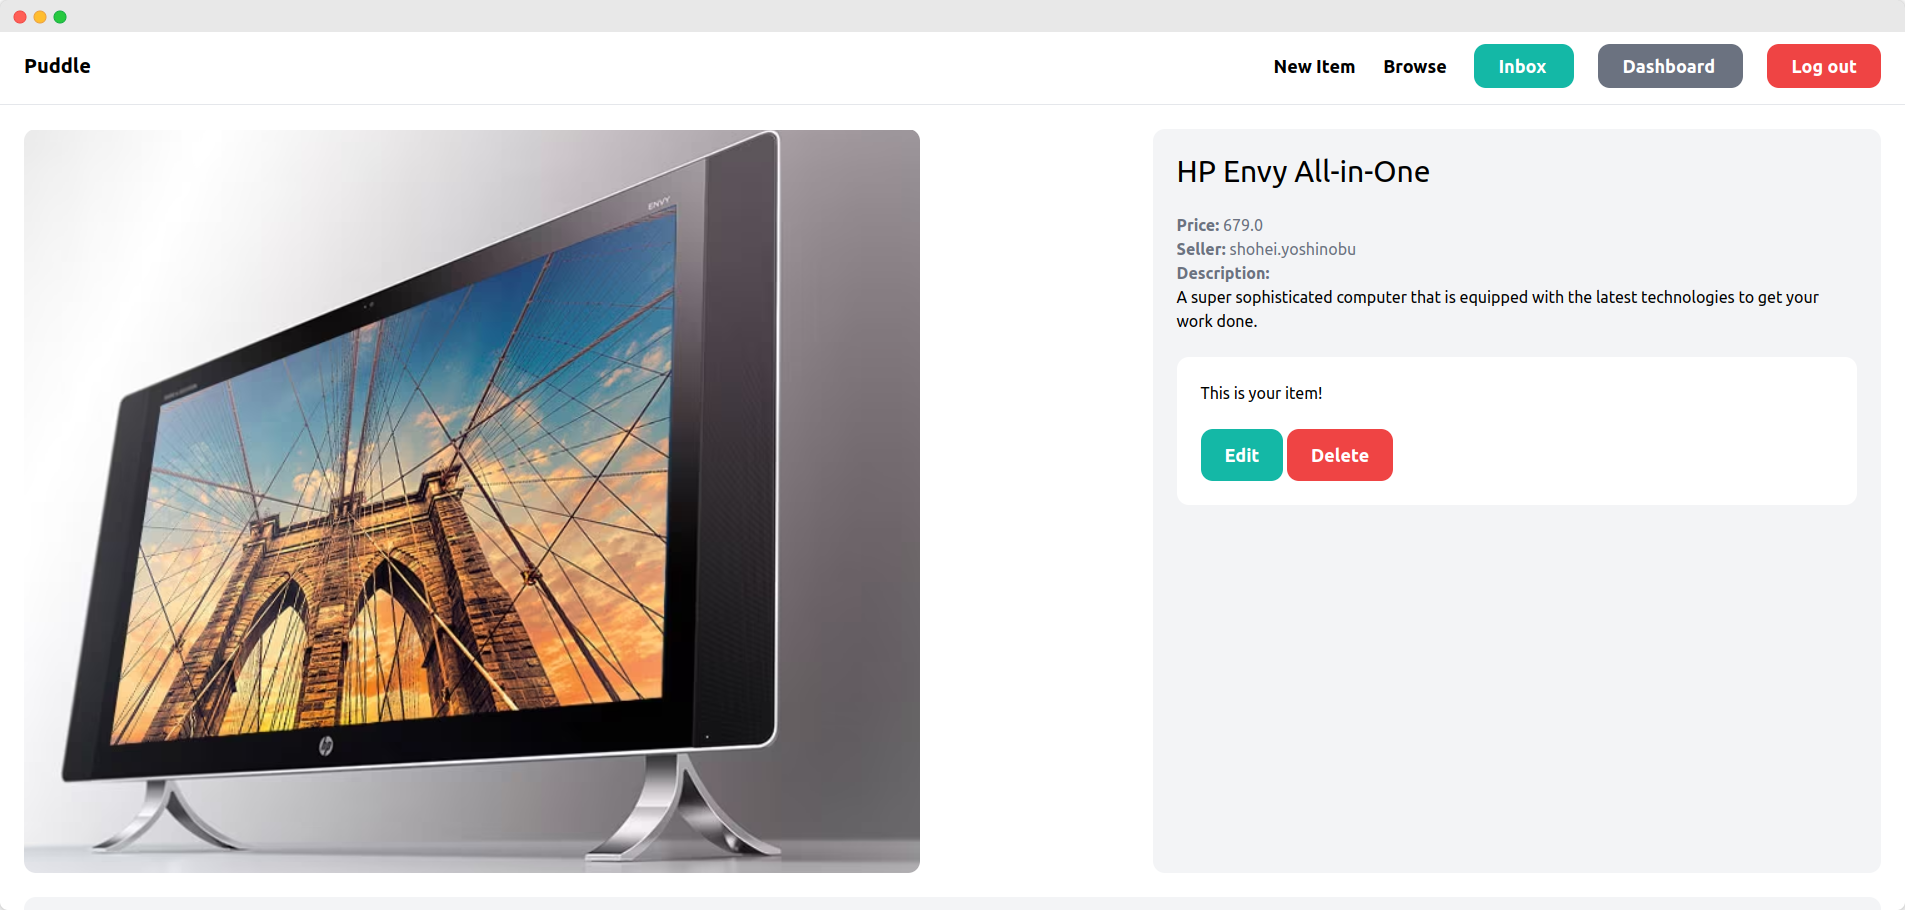 Puddle
New Item
Browse
Inbox
Dashboard
Log out
ENVY
hp
HP Envy All-in-One
Price: 679.0
Seller: shohei.yoshinobu
Description:
A super sophisticated computer that is equipped with the latest technologies to get your
work done.
This is your item!
Edit
Delete